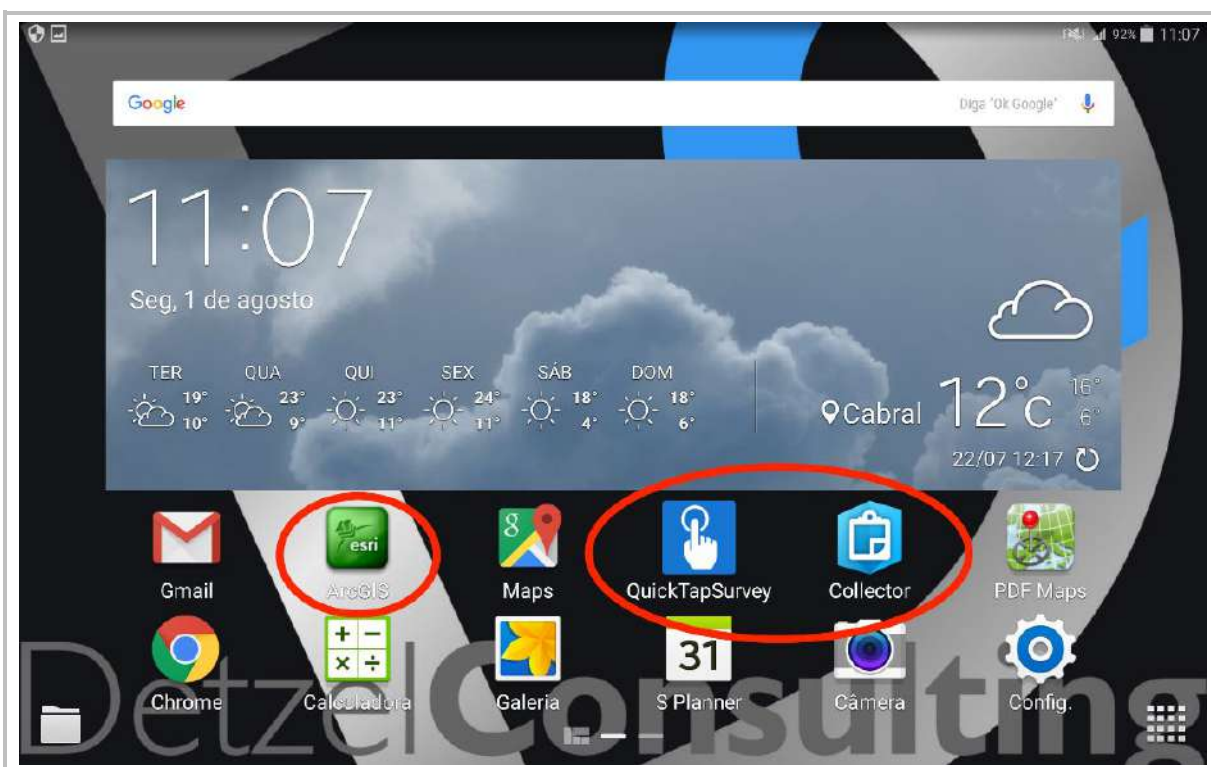 92% 11:07
Google Diga "Ok Google"
11:07
Seg, 1 de agosto
TER QUA QUI SEX SÁB DOM
19° 23° 23° 24° 18° 18°
10° 9° 11° 11° 4° 6°
Cabral 12°C 16° 6°
22/07 12:17
8
esri
Gmail ArcGIS Maps QuickTapSurvey Collector PDF Maps
31
Chrome Calculadora Galeria S Planner Câmera Config.
DetzelConsulting